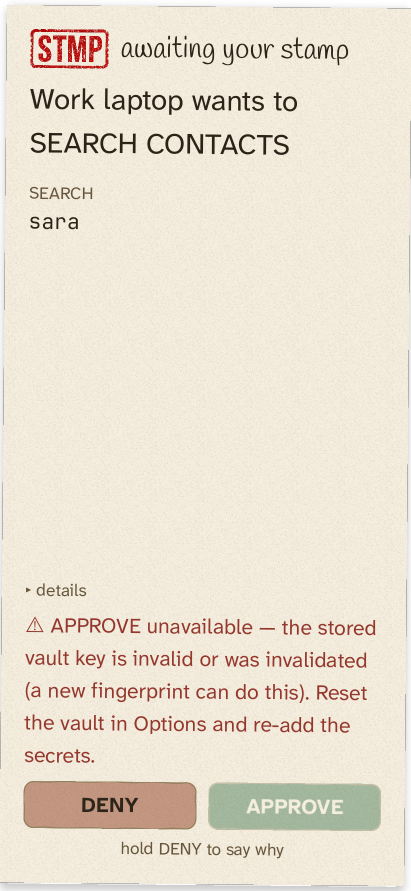 STMP awaiting your stamp
Work laptop wants to
SEARCH CONTACTS
SEARCH
sara
▸ details
⚠ APPROVE unavailable — the stored
vault key is invalid or was invalidated
(a new fingerprint can do this). Reset
the vault in Options and re-add the
secrets.
DENY APPROVE
hold DENY to say why